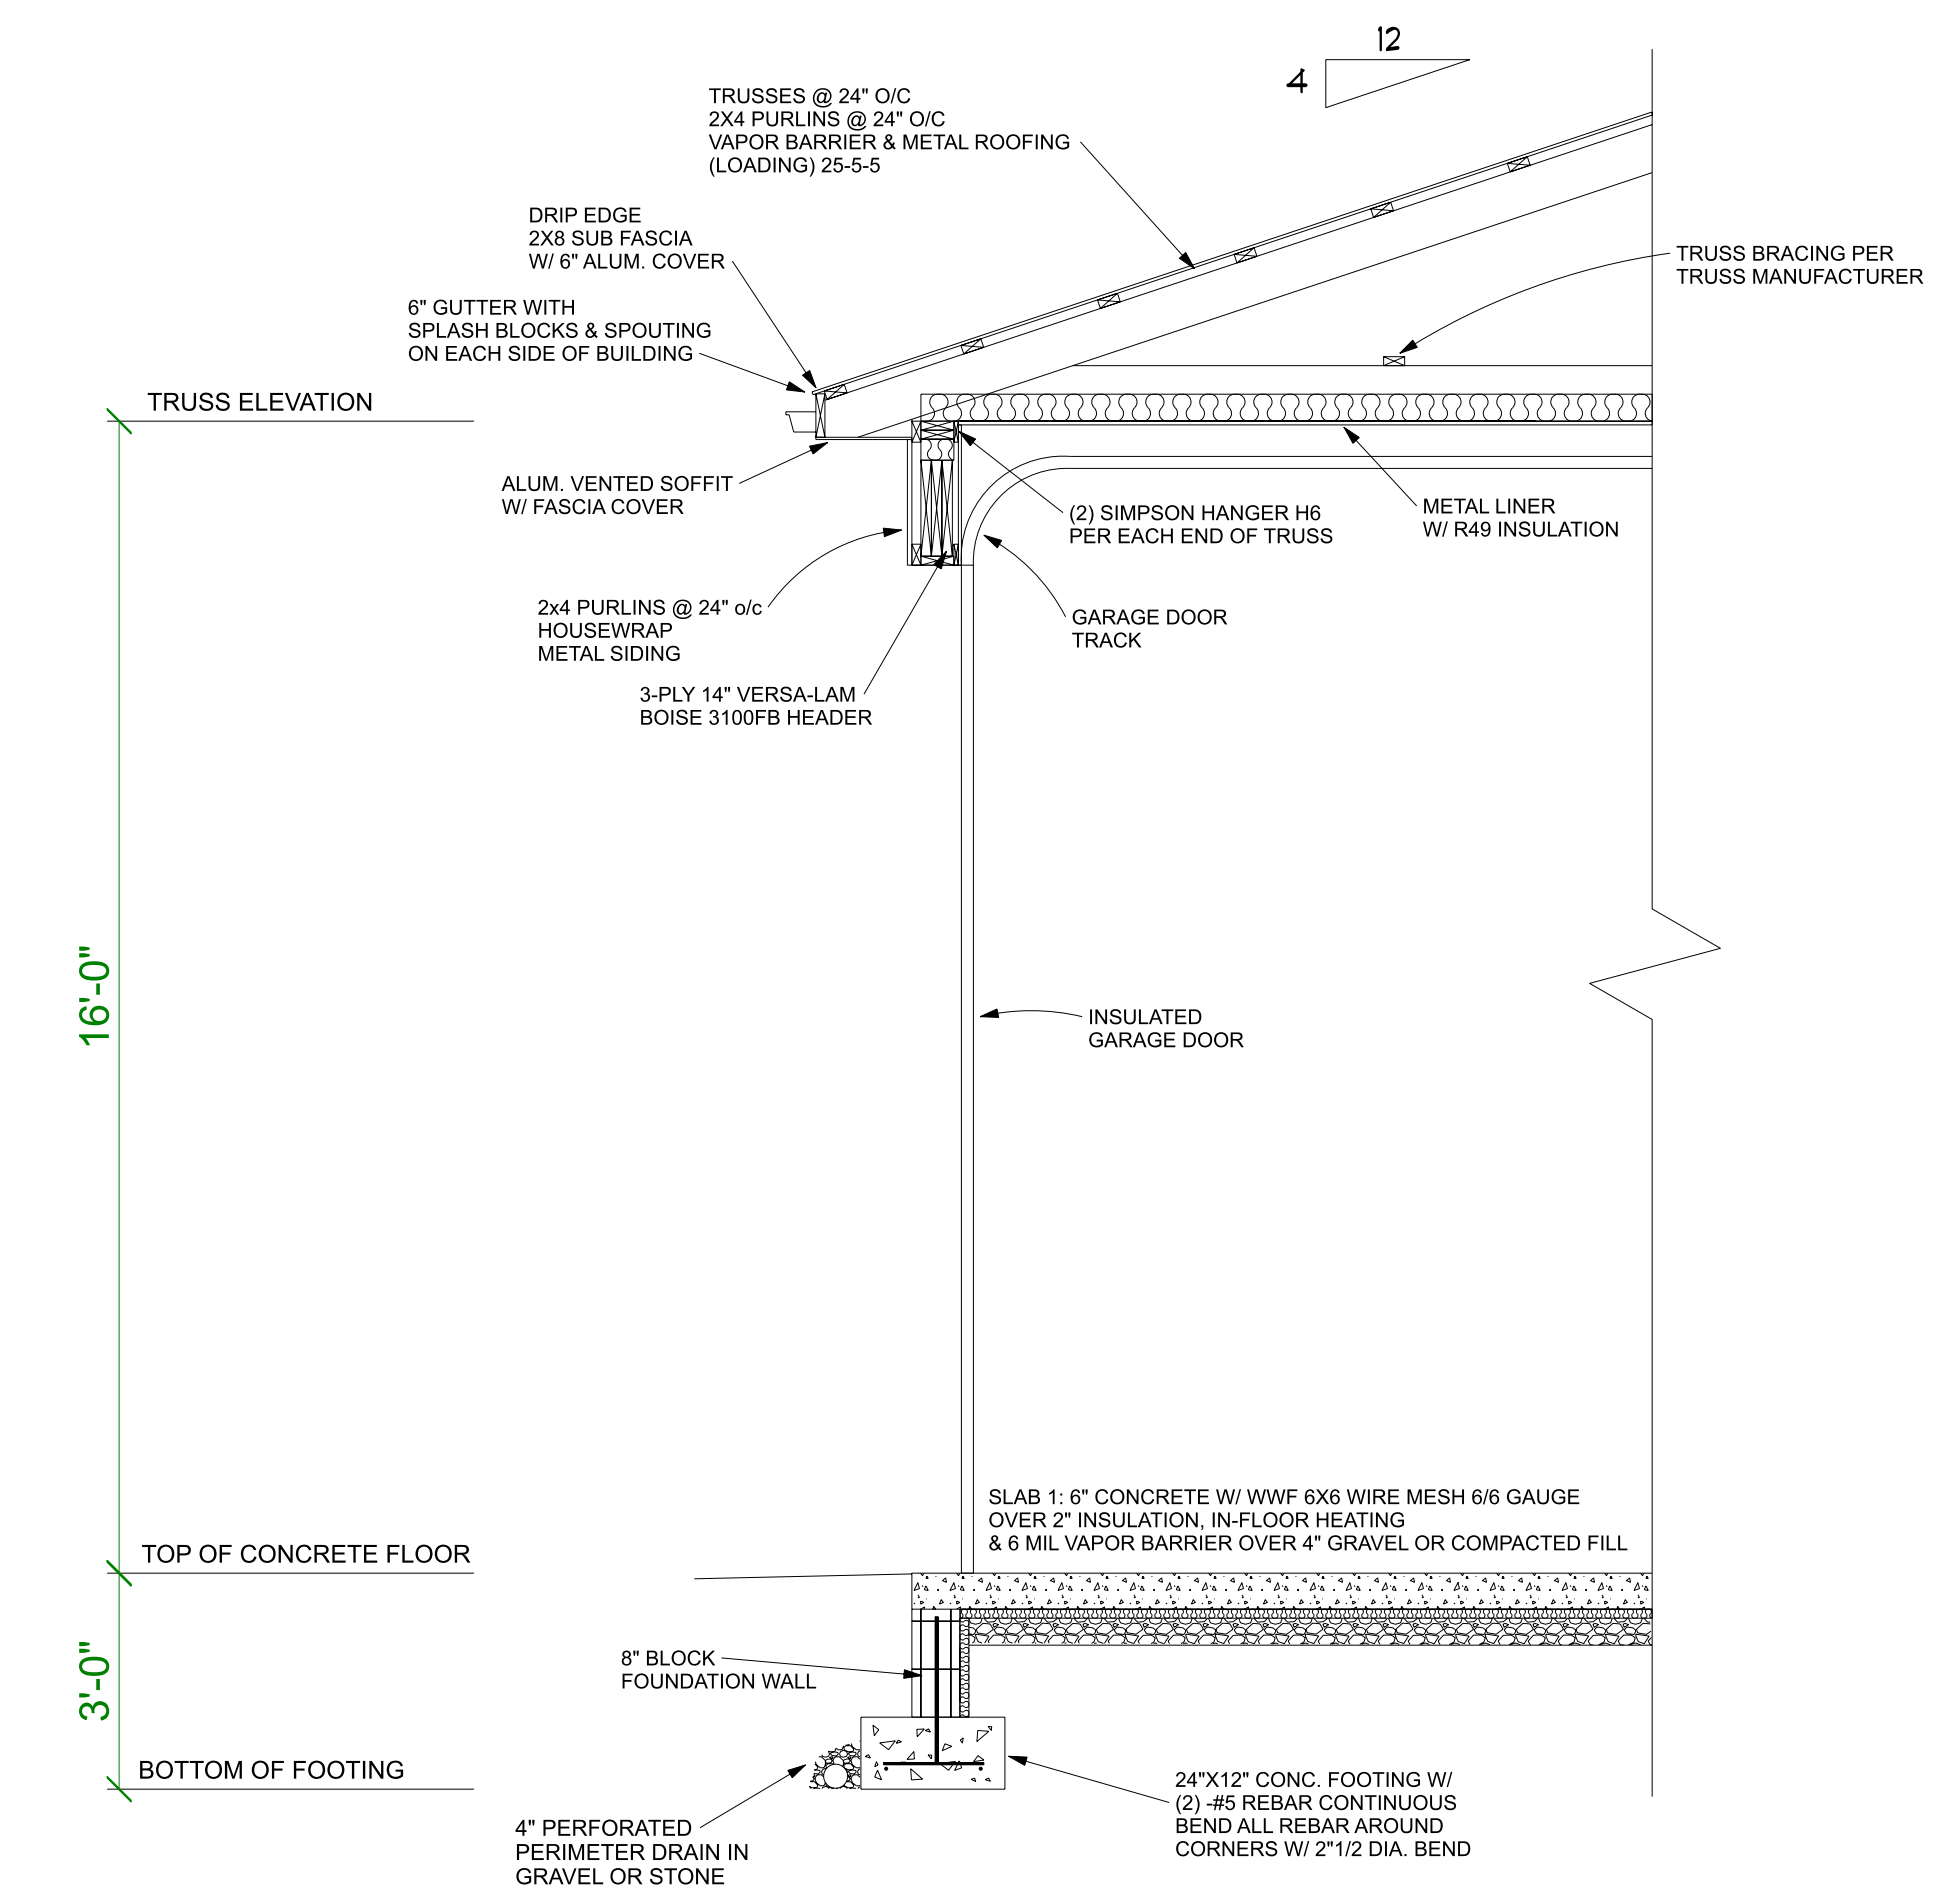 12
4
TRUSSES @ 24" O/C
2X4 PURLINS @ 24" O/C
VAPOR BARRIER & METAL ROOFING
(LOADING) 25-5-5
DRIP EDGE
2X8 SUB FASCIA
W/ 6" ALUM. COVER
TRUSS BRACING PER
TRUSS MANUFACTURER
6" GUTTER WITH
SPLASH BLOCKS & SPOUTING
ON EACH SIDE OF BUILDING
TRUSS ELEVATION
ALUM. VENTED SOFFIT
W/ FASCIA COVER
(2) SIMPSON HANGER H6
PER EACH END OF TRUSS
METAL LINER
W/ R49 INSULATION
2x4 PURLINS @ 24" o/c
HOUSEWRAP
METAL SIDING
GARAGE DOOR
TRACK
3-PLY 14" VERSA-LAM
BOISE 3100FB HEADER
16'-0"
INSULATED
GARAGE DOOR
SLAB 1: 6" CONCRETE W/ WWF 6X6 WIRE MESH 6/6 GAUGE
OVER 2" INSULATION, IN-FLOOR HEATING
& 6 MIL VAPOR BARRIER OVER 4" GRAVEL OR COMPACTED FILL
TOP OF CONCRETE FLOOR
3'-0"
8" BLOCK
FOUNDATION WALL
BOTTOM OF FOOTING
24"X12" CONC. FOOTING W/
(2) -#5 REBAR CONTINUOUS
BEND ALL REBAR AROUND
CORNERS W/ 2"1/2 DIA. BEND
4" PERFORATED
PERIMETER DRAIN IN
GRAVEL OR STONE